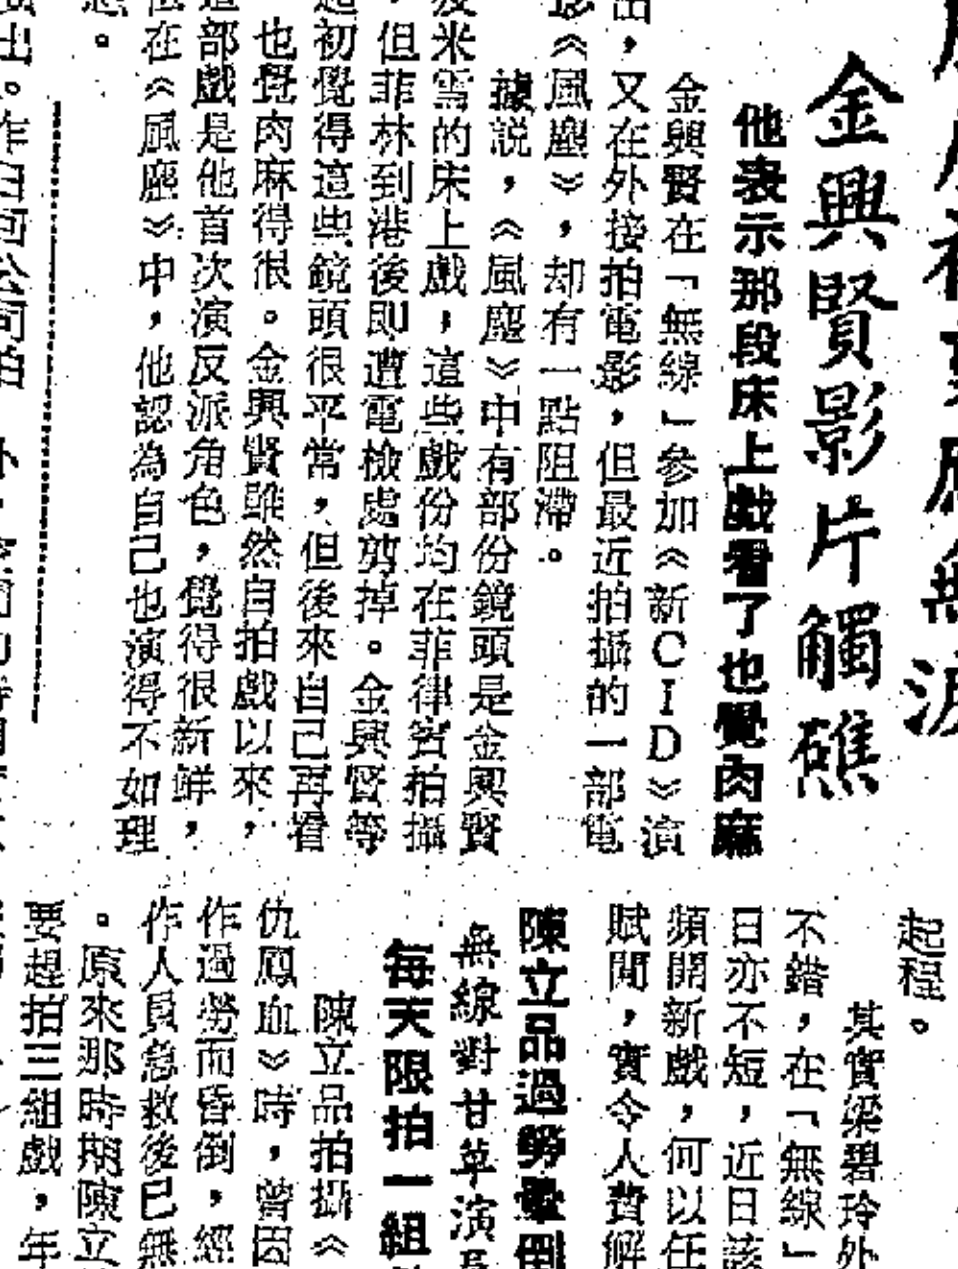 金興賢影片觸礁
他表示那段床上戲看了也覺肉麻
金興賢在「無線」參加《新CID》演
出，又在外接拍電影，但最近拍攝的一部電
影《風塵》，却有一點阻滯。
據説，《風塵》中有部份鏡頭是金興賢
米雪的床上戲，這些戲份均在菲律賓拍攝
，但菲林到港後即遭電檢處剪掉。金興賢等
起初覺得這些鏡頭很平常，但後來自己再看
也覺肉麻得很。金興賢雖然自拍戲以來，
這部戲是他首次演反派角色，覺得很新鮮，
在《風塵》中，他認為自己也演得不如理
想。
起程。
其實梁碧玲外
不錯，在「無線」
日亦不短，近日該
頻開新戲，何以任
賦閒，實令人費解
陳立品過勞暈倒
無線對甘草演員
每天限拍一組
陳立品拍攝《
仇鳳血》時，曾因
作過勞而昏倒，經
作人員急救後已無
。原來那時期陳立
要趕拍三組戲，年